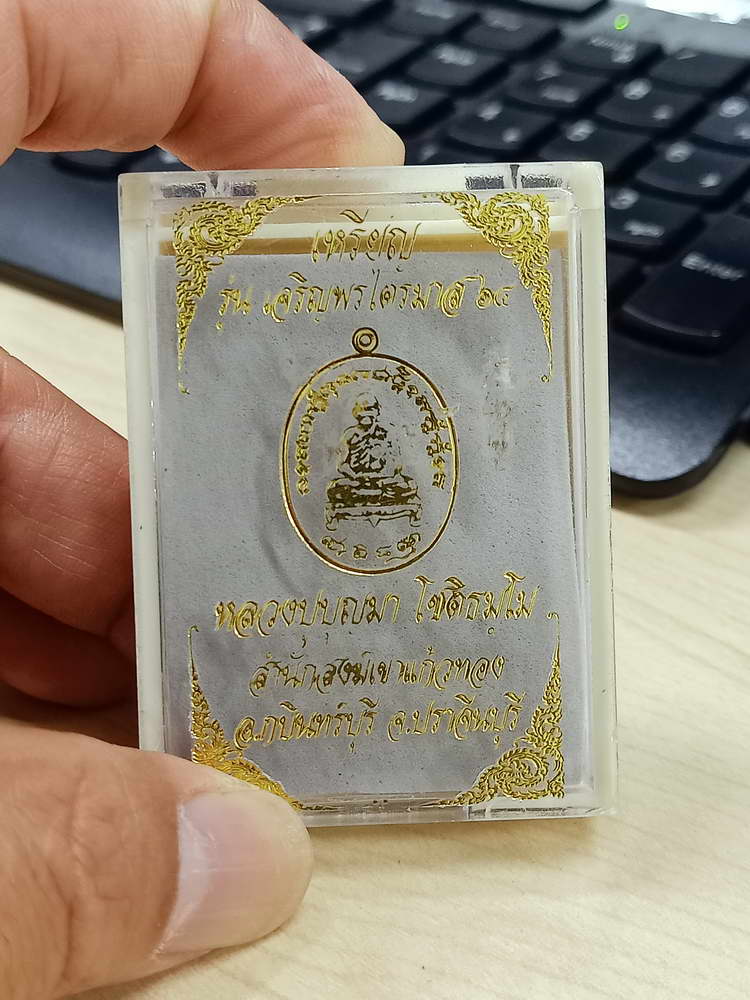 เหรียญ
รุ่น เจริญพรไตรมาส ๖๔
หลวงปู่บุญมา โชติธมฺโม
สำนักสงฆ์เขาแก้วทอง
อ.กบินทร์บุรี จ.ปราจีนบุรี
Enter